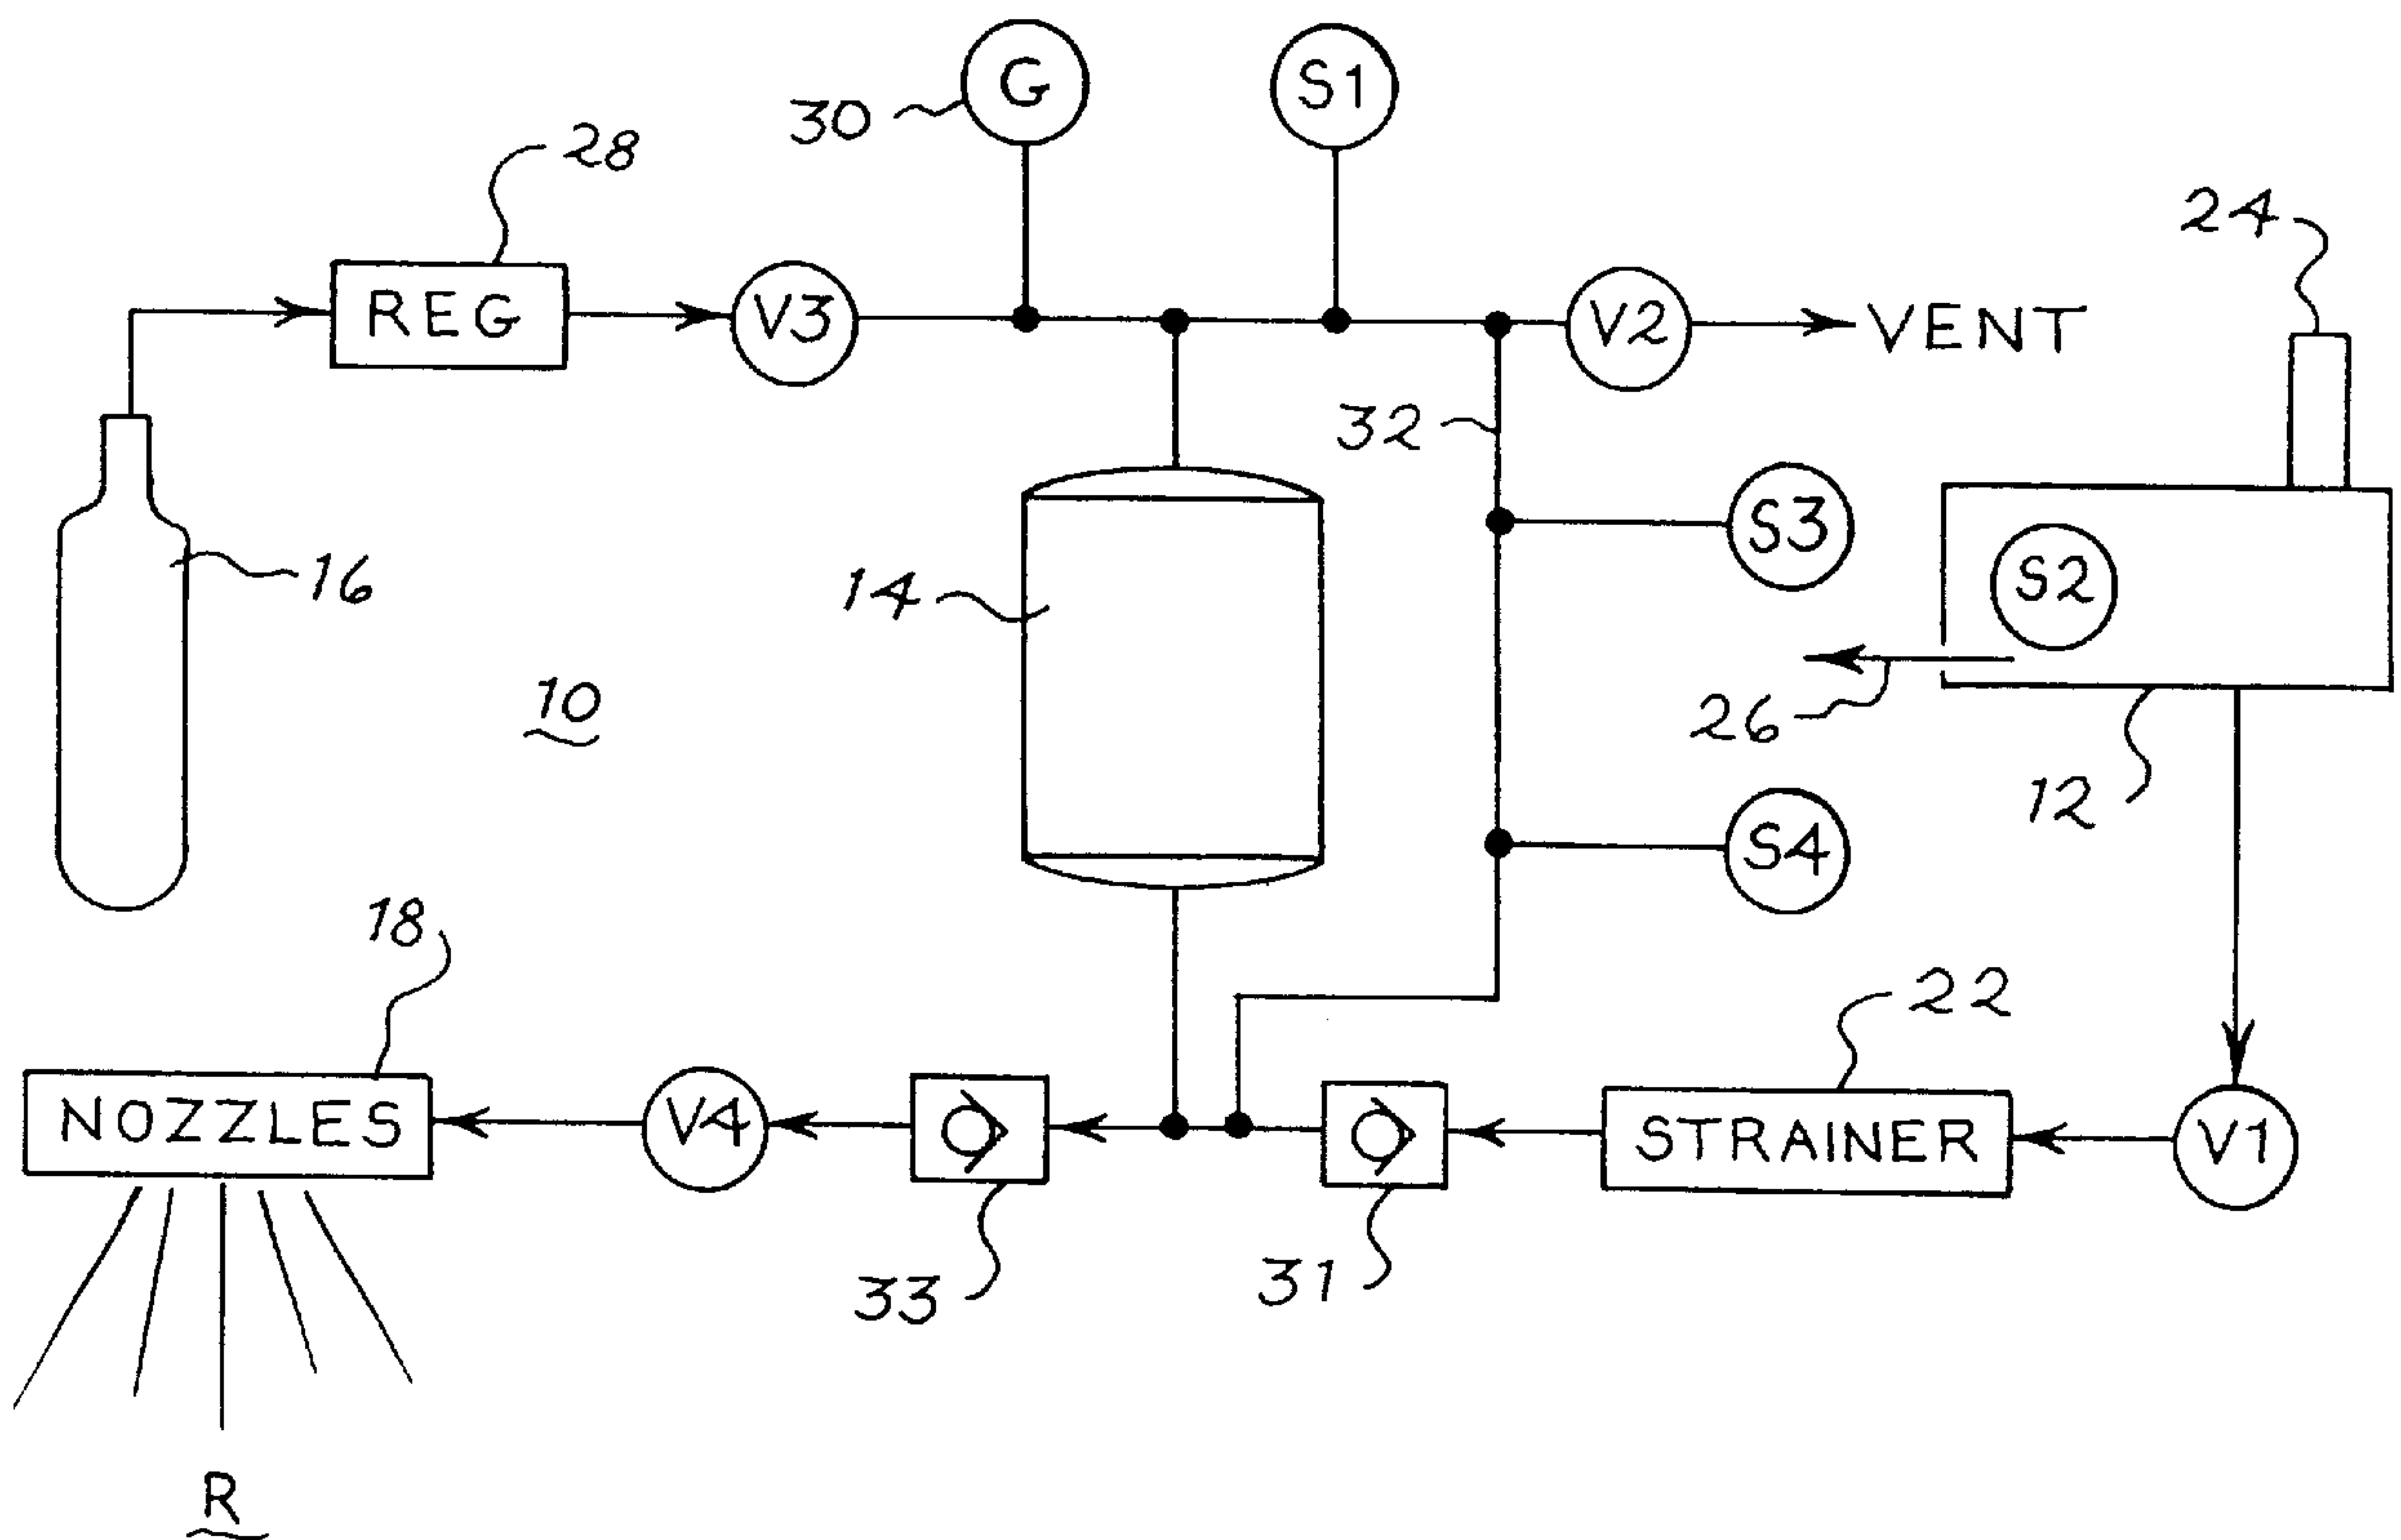 G
S1
30
28
24
REG
V3
V2
VENT
32
S3
16
14
S2
10
26
12
S4
18
22
NOZZLES
V4
STRAINER
V1
33
31
R